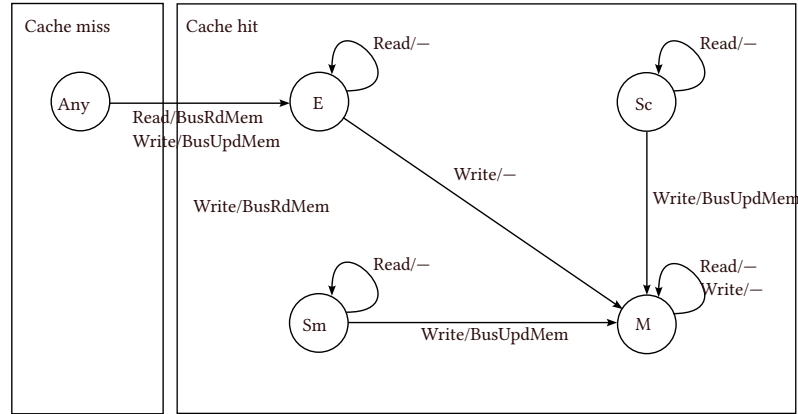 Cache miss
Cache hit
Read/—
Read/—
Any
E
Sc
Read/BusRdMem
Write/BusUpdMem
Write/—
Write/BusUpdMem
Write/BusRdMem
Read/—
Read/—
Write/—
Sm
M
Write/BusUpdMem